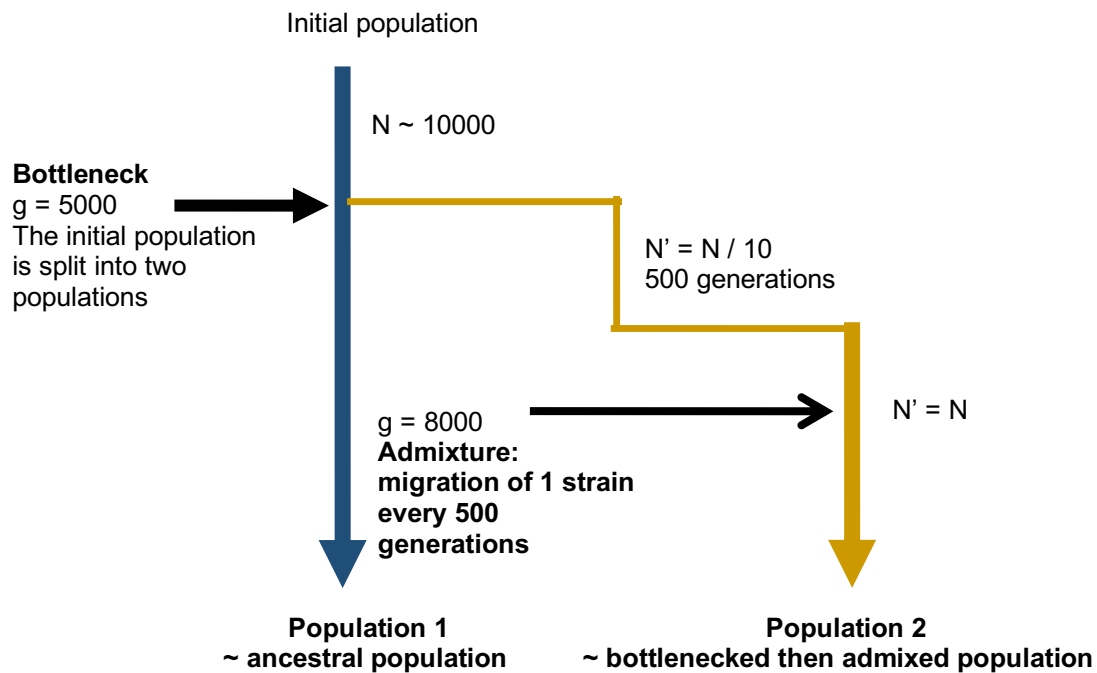 Initial population
N ~ 10000
Bottleneck
g = 5000
The initial population
is split into two
populations
N’ = N / 10
500 generations
N’ = N
g = 8000
Admixture:
migration of 1 strain
every 500
generations
Population 1
~ ancestral population
Population 2
~ bottlenecked then admixed population